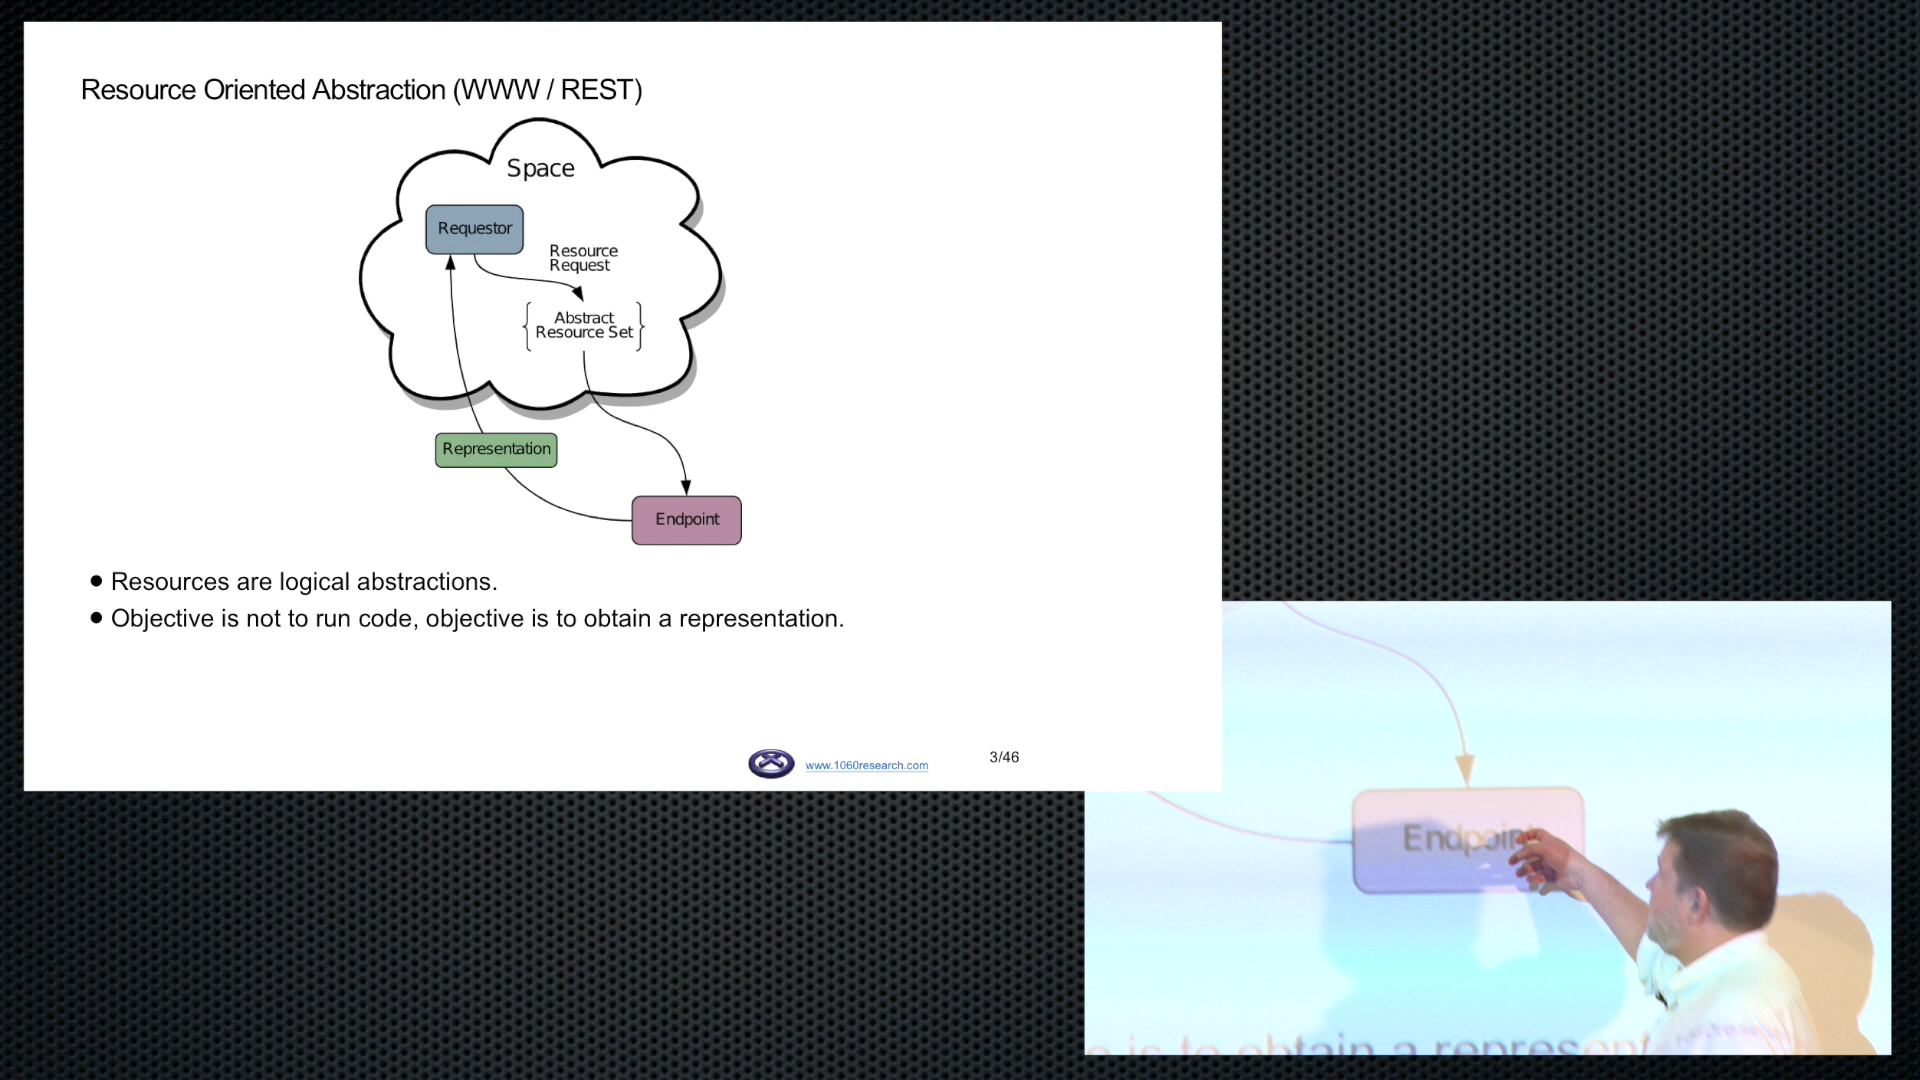 Resource Oriented Abstraction (WWW / REST)
Space
Requestor
Resource
Request
Abstract
Resource Set
Representation
Endpoint
Resources are logical abstractions.
Objective is not to run code, objective is to obtain a representation.
www.1060research.com
3/46
Endpoint
is to obtain a